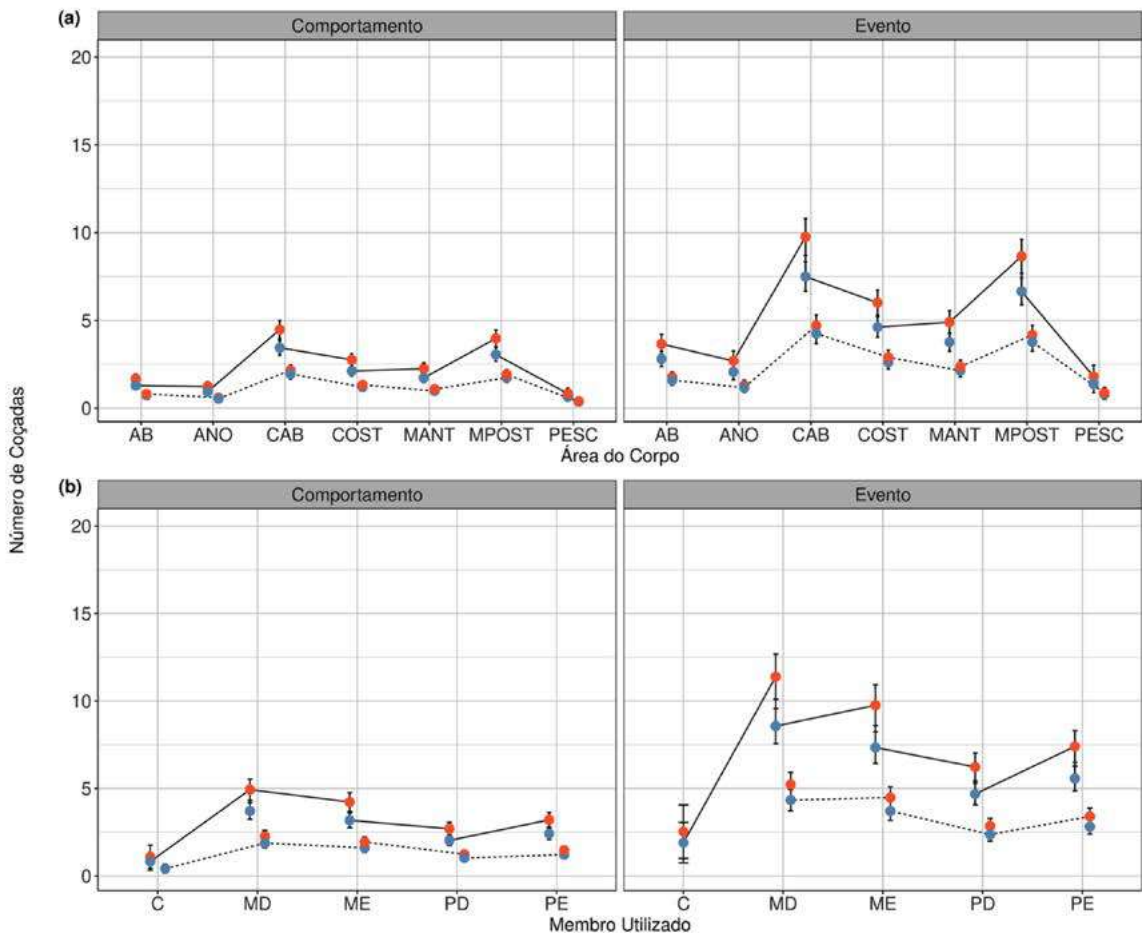 (a)
Comportamento Evento
20
15
10
5
0
AB ANO CAB COST MANT MPOST PESC AB ANO CAB COST MANT MPOST PESC
Área do Corpo
Número de Coçadas
(b)
Comportamento Evento
20
15
10
5
0
C MD ME PD PE C MD ME PD PE
Membro Utilizado